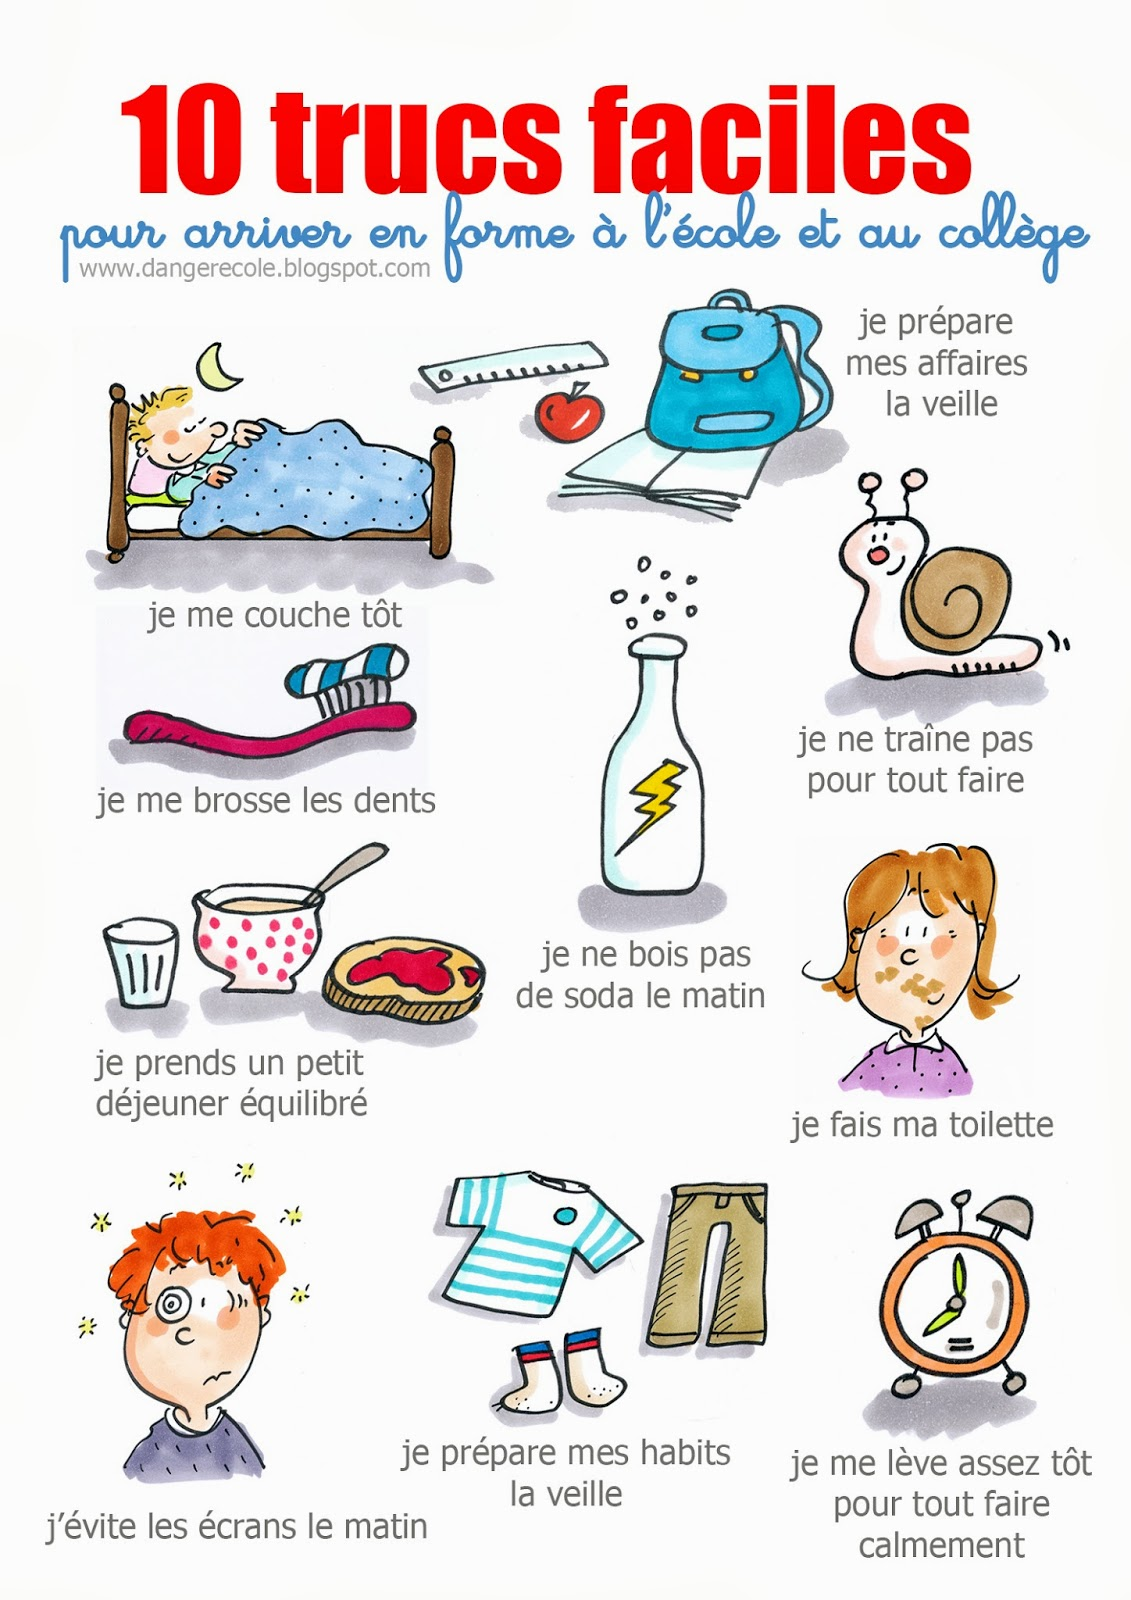 10 trucs faciles
pour arriver en forme à l'école et au collège
www.dangerecole.blogspot.com
je prépare
mes affaires
la veille
je me couche tôt
je ne traîne pas
pour tout faire
je me brosse les dents
je ne bois pas
de soda le matin
je prends un petit
déjeuner équilibré
je fais ma toilette
je prépare mes habits
la veille
je me lève assez tôt
pour tout faire
calmement
j'évite les écrans le matin